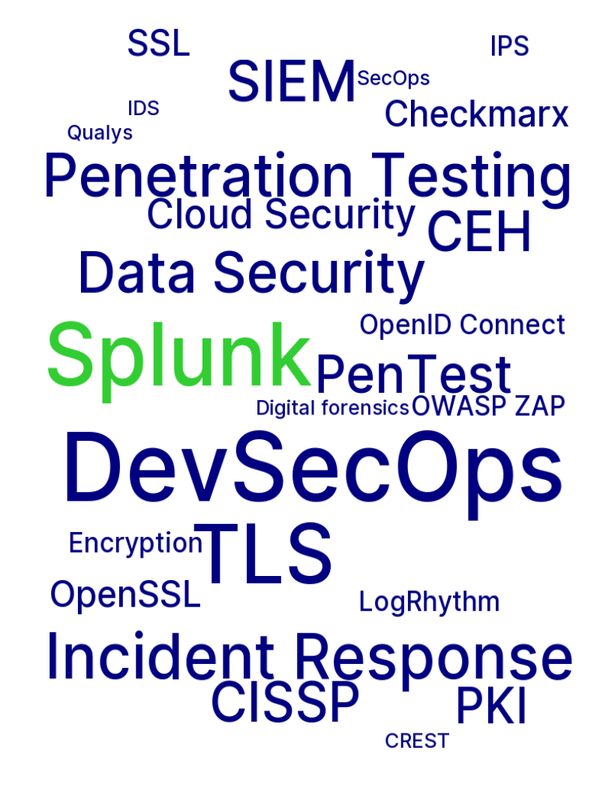 SSL
IPS
SIEM
SecOps
IDS
Checkmarx
Qualys
Penetration Testing
Cloud Security
CEH
Data Security
OpenID Connect
Splunk
PenTest
Digital forensics
OWASP ZAP
DevSecOps
Encryption
TLS
OpenSSL
LogRhythm
Incident Response
CISSP
PKI
CREST